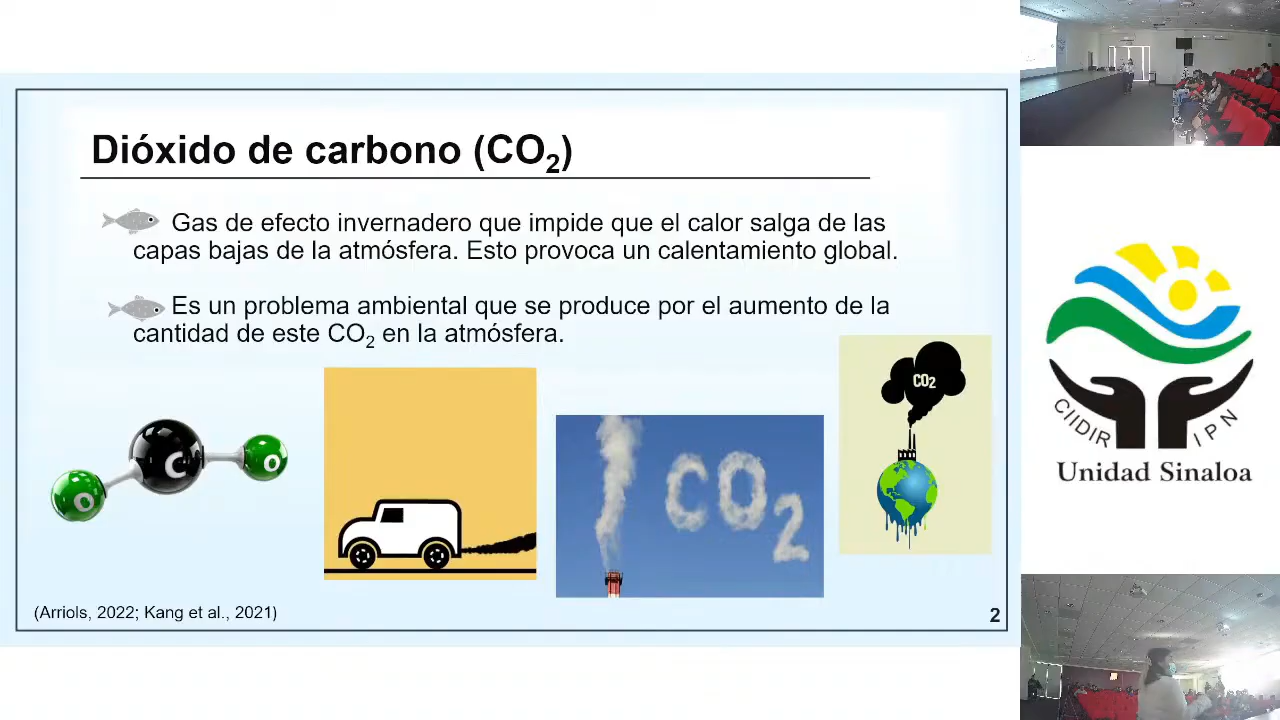 Dióxido de carbono (CO₂)
Gas de efecto invernadero que impide que el calor salga de las
capas bajas de la atmósfera. Esto provoca un calentamiento global.
Es un problema ambiental que se produce por el aumento de la
cantidad de este CO₂ en la atmósfera.
O C O
CO₂
CO2
(Arriols, 2022; Kang et al., 2021)
2
CIIDIR IPN
Unidad Sinaloa